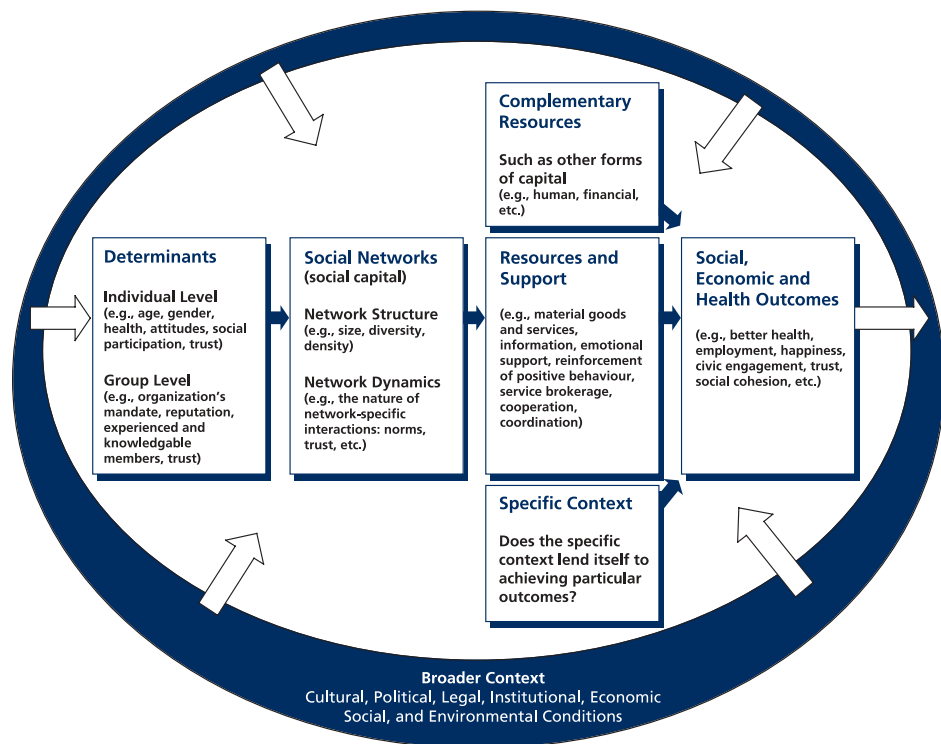 Complementary
Resources
Such as other forms
of capital
(e.g., human, financial,
etc.)
Determinants
Individual Level
(e.g., age, gender,
health, attitudes, social
participation, trust)
Group Level
(e.g., organization's
mandate, reputation,
experienced and
knowledgable
members, trust)
Social Networks
(social capital)
Network Structure
(e.g., size, diversity,
density)
Network Dynamics
(e.g., the nature of
network-specific
interactions: norms,
trust, etc.)
Resources and
Support
(e.g., material goods
and services,
information, emotional
support, reinforcement
of positive behaviour,
service brokerage,
cooperation,
coordination)
Social,
Economic and
Health Outcomes
(e.g., better health,
employment, happiness,
civic engagement, trust,
social cohesion, etc.)
Specific Context
Does the specific
context lend itself to
achieving particular
outcomes?
Broader Context
Cultural, Political, Legal, Institutional, Economic
Social, and Environmental Conditions